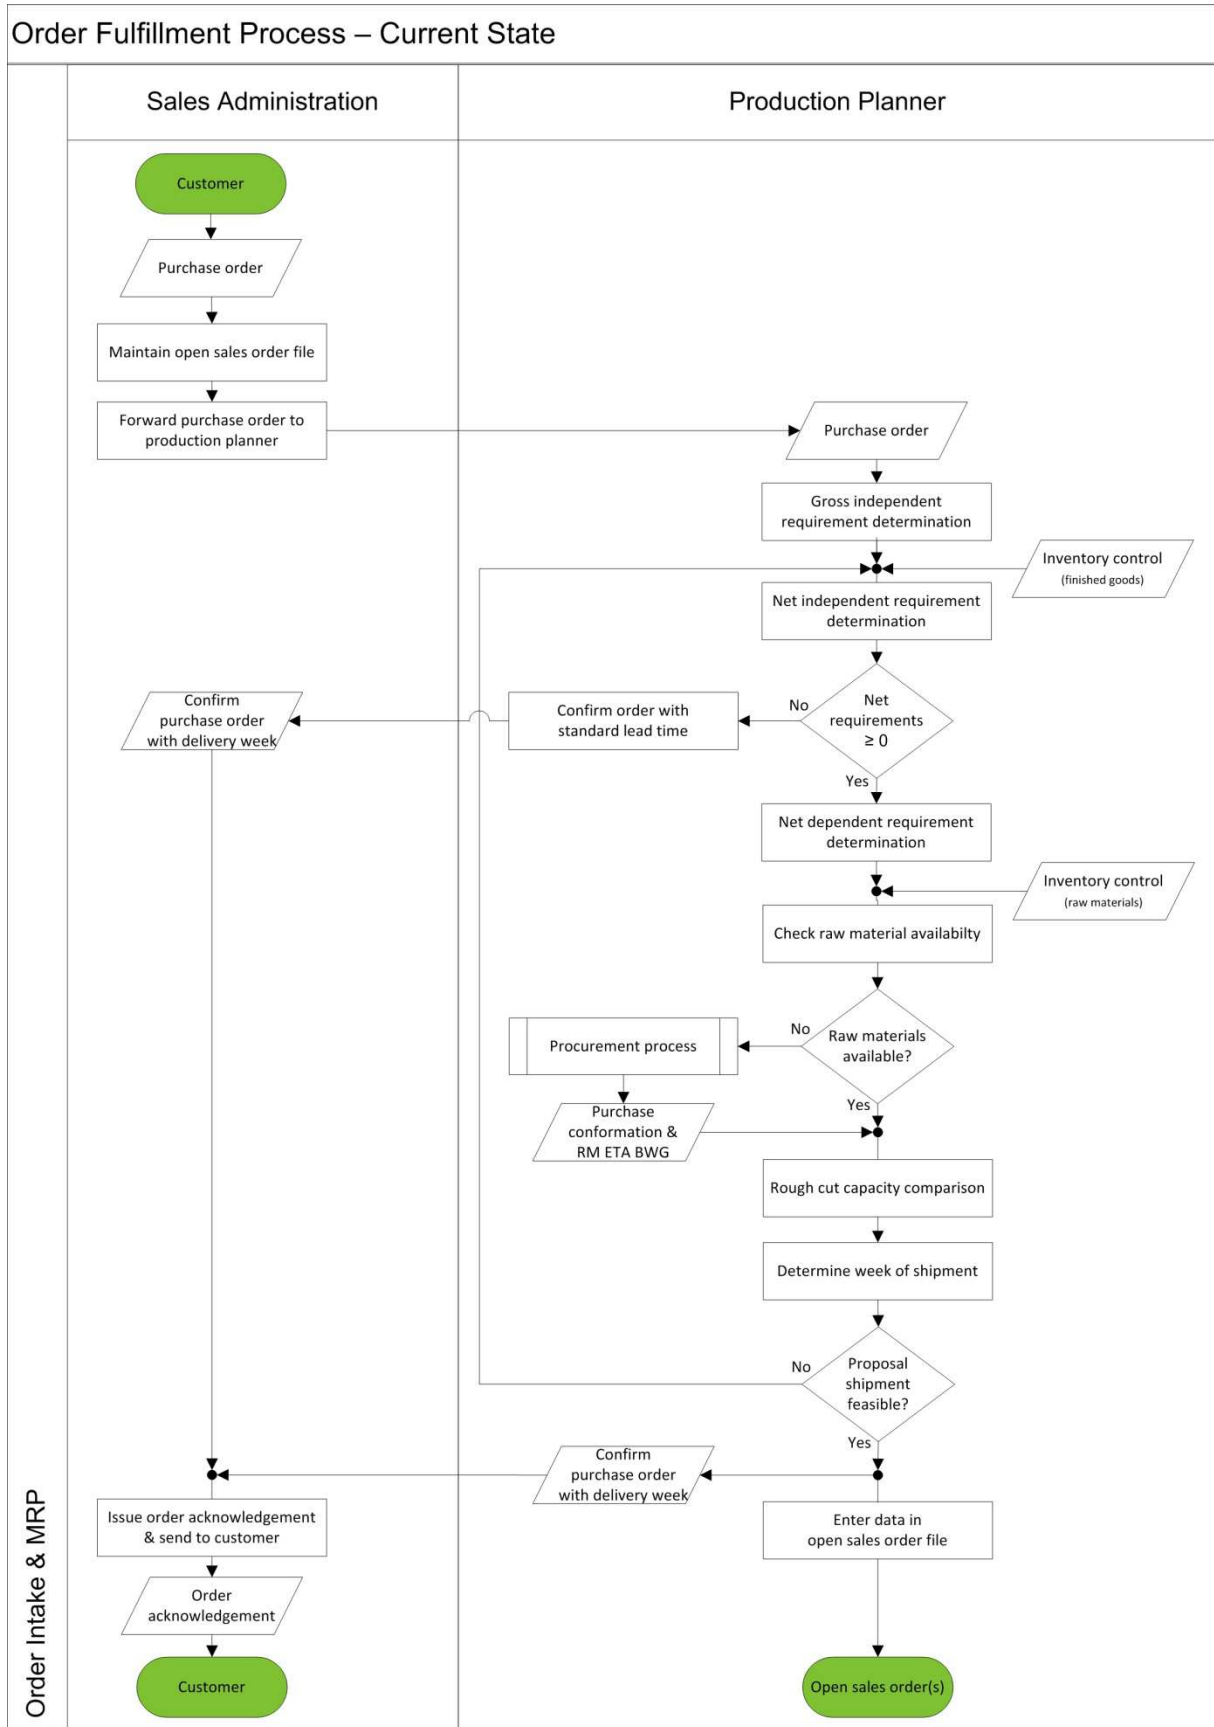 Order Fulfillment Process – Current State
Sales Administration
Production Planner
Order Intake & MRP
Customer
Purchase order
Maintain open sales order file
Forward purchase order to
production planner
Purchase order
Gross independent
requirement determination
Inventory control
(finished goods)
Net independent requirement
determination
Net
requirements
≥ 0
No
Yes
Confirm order with
standard lead time
Confirm
purchase order
with delivery week
Net dependent requirement
determination
Inventory control
(raw materials)
Check raw material availabilty
Raw materials
available?
No
Yes
Procurement process
Purchase
conformation &
RM ETA BWG
Rough cut capacity comparison
Determine week of shipment
Proposal
shipment
feasible?
No
Yes
Confirm
purchase order
with delivery week
Issue order acknowledgement
& send to customer
Enter data in
open sales order file
Order
acknowledgement
Customer
Open sales order(s)